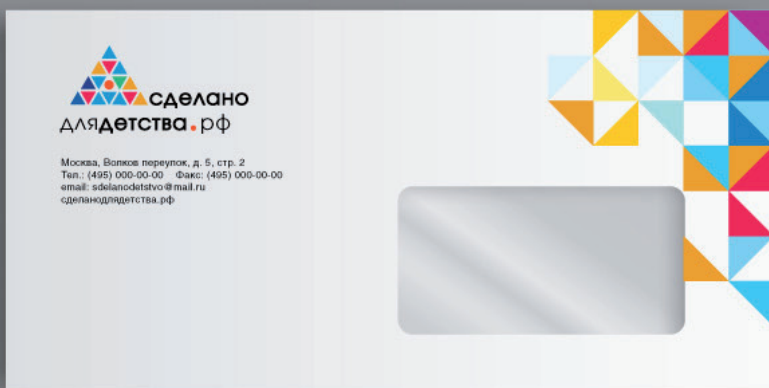 сделано
длядетства.рф
Москва, Волков переулок, д. 5, стр. 2
Тел.: (495) 000-00-00 Факс: (495) 000-00-00
email: sdelanodetstvo@mail.ru
сделанодлядетства.рф